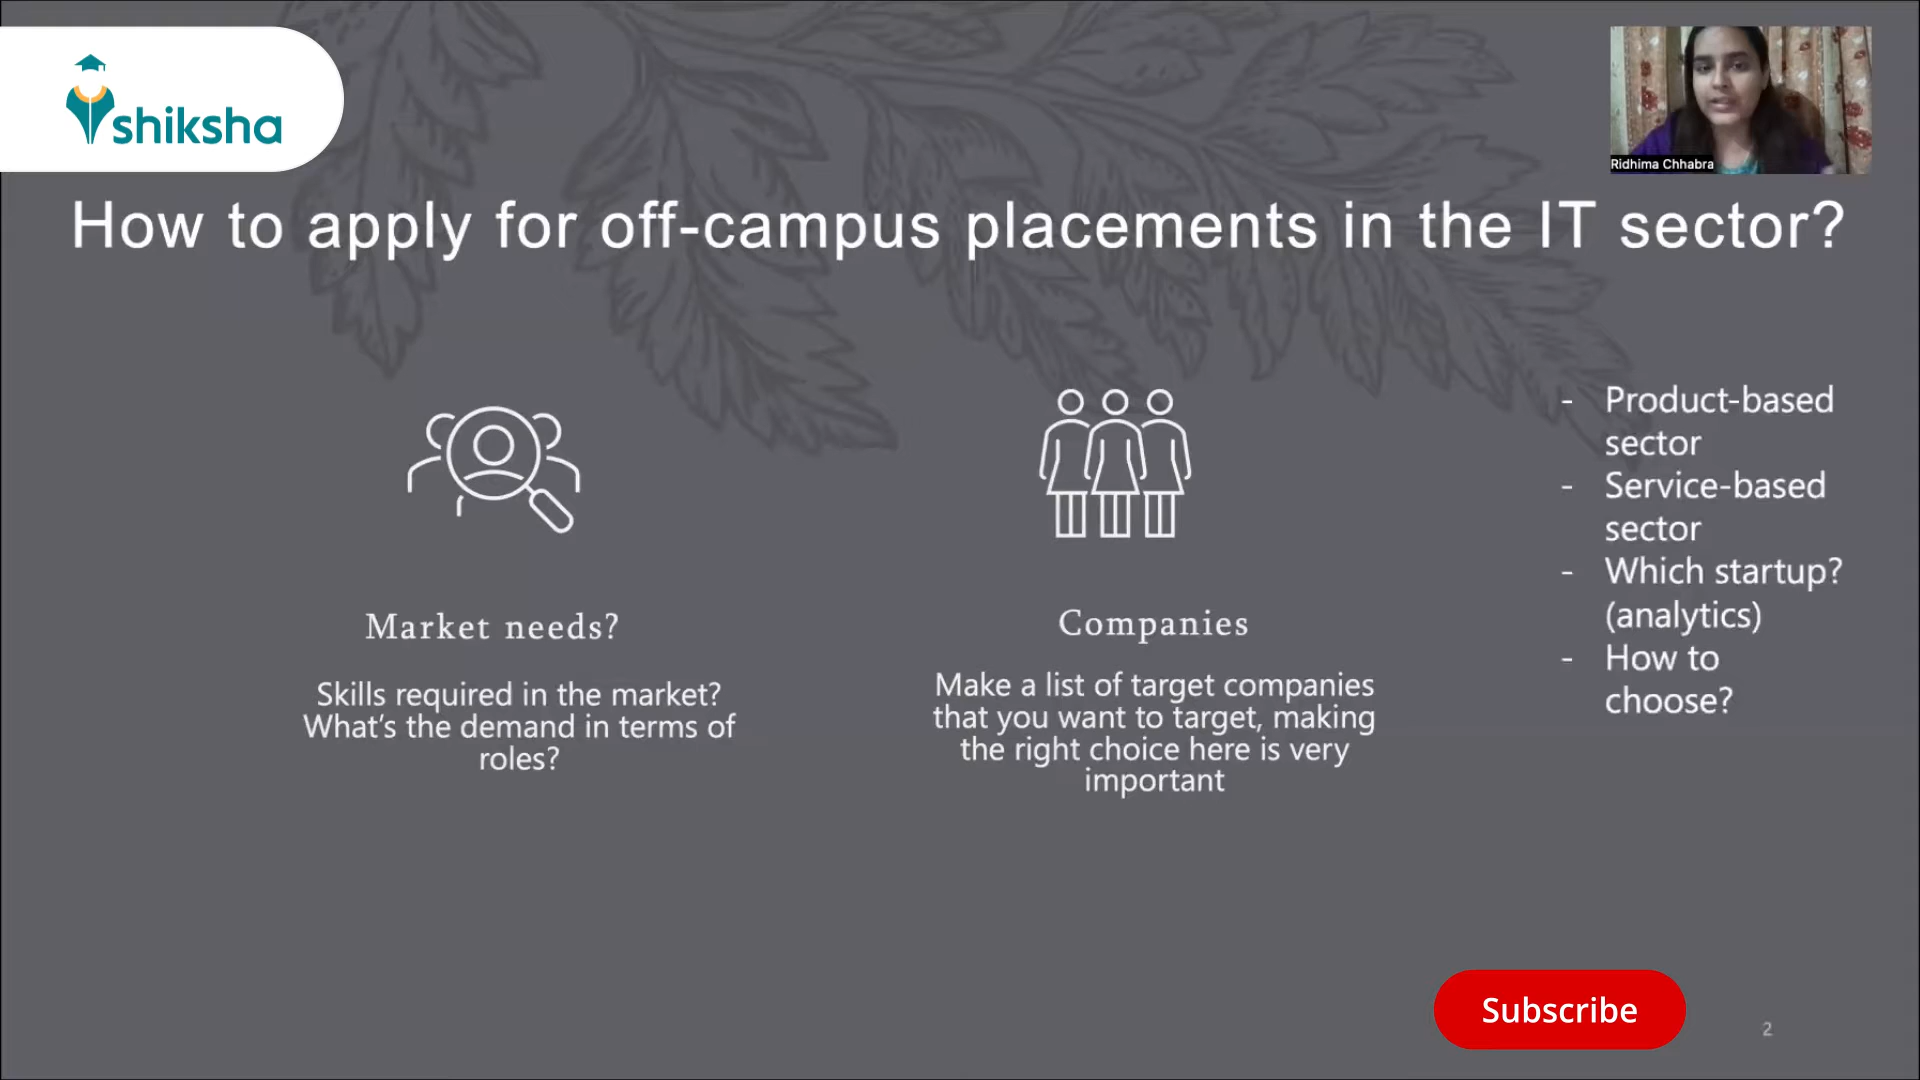 shiksha
Ridhima Chhabra
How to apply for off-campus placements in the IT sector?
Market needs?
Skills required in the market?
What's the demand in terms of
roles?
Companies
Make a list of target companies
that you want to target, making
the right choice here is very
important
- Product-based
sector
- Service-based
sector
- Which startup?
(analytics)
- How to
choose?
Subscribe
2